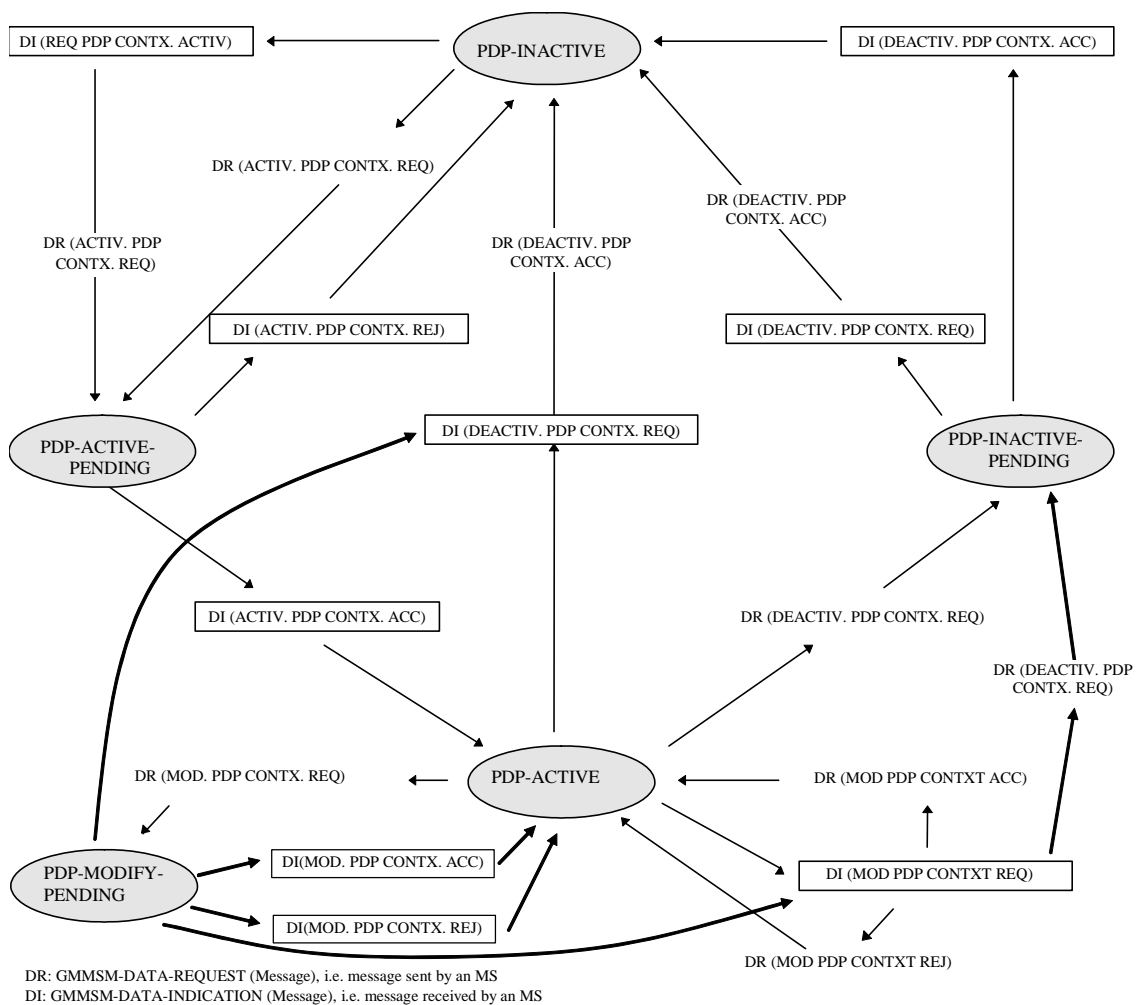 DI (REQ PDP CONTX. ACTIV)
PDP-INACTIVE
DI (DEACTIV. PDP CONTX. ACC)
DR (ACTIV. PDP CONTX. REQ)
DR (DEACTIV. PDP
CONTX. ACC)
DR (ACTIV. PDP
CONTX. REQ)
DR (DEACTIV. PDP
CONTX. ACC)
DI (ACTIV. PDP CONTX. REJ)
DI (DEACTIV. PDP CONTX. REQ)
PDP-ACTIVE-
PENDING
DI (DEACTIV. PDP CONTX. REQ)
PDP-INACTIVE-
PENDING
DI (ACTIV. PDP CONTX. ACC)
DR (DEACTIV. PDP CONTX. REQ)
DR (DEACTIV. PDP
CONTX. REQ)
DR (MOD. PDP CONTX. REQ)
PDP-ACTIVE
DR (MOD PDP CONTXT ACC)
PDP-MODIFY-
PENDING
DI(MOD. PDP CONTX. ACC)
DI (MOD PDP CONTXT REQ)
DI(MOD. PDP CONTX. REJ)
DR (MOD PDP CONTXT REJ)
DR: GMMSM-DATA-REQUEST (Message), i.e. message sent by an MS
DI: GMMSM-DATA-INDICATION (Message), i.e. message received by an MS